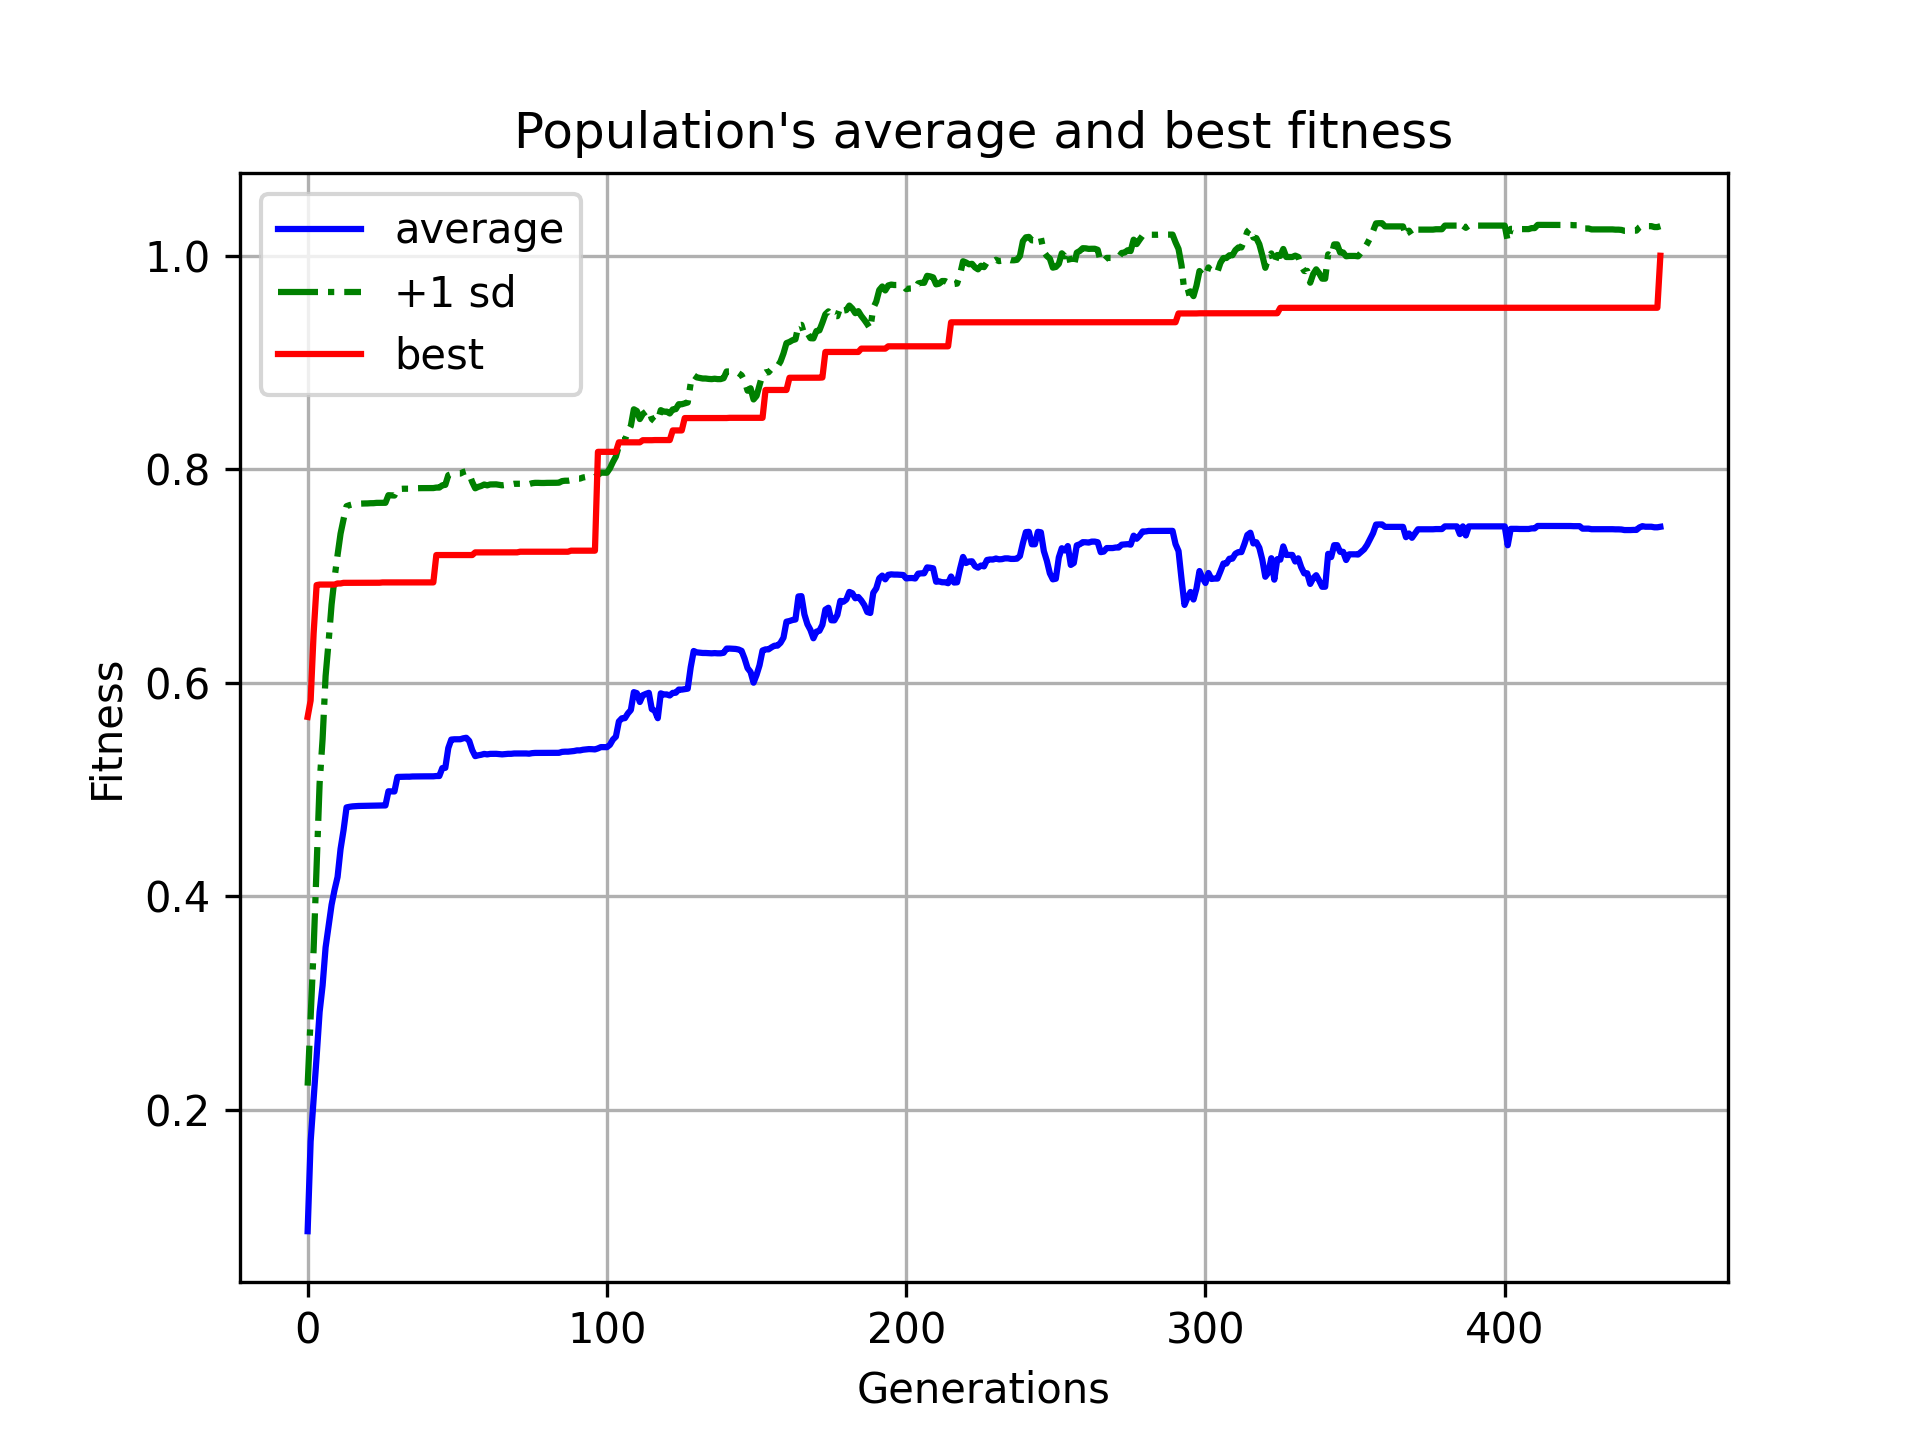 Population's average and best fitness
average
+1 sd
best
1.0
0.8
0.6
0.4
0.2
Fitness
0 100 200 300 400
Generations